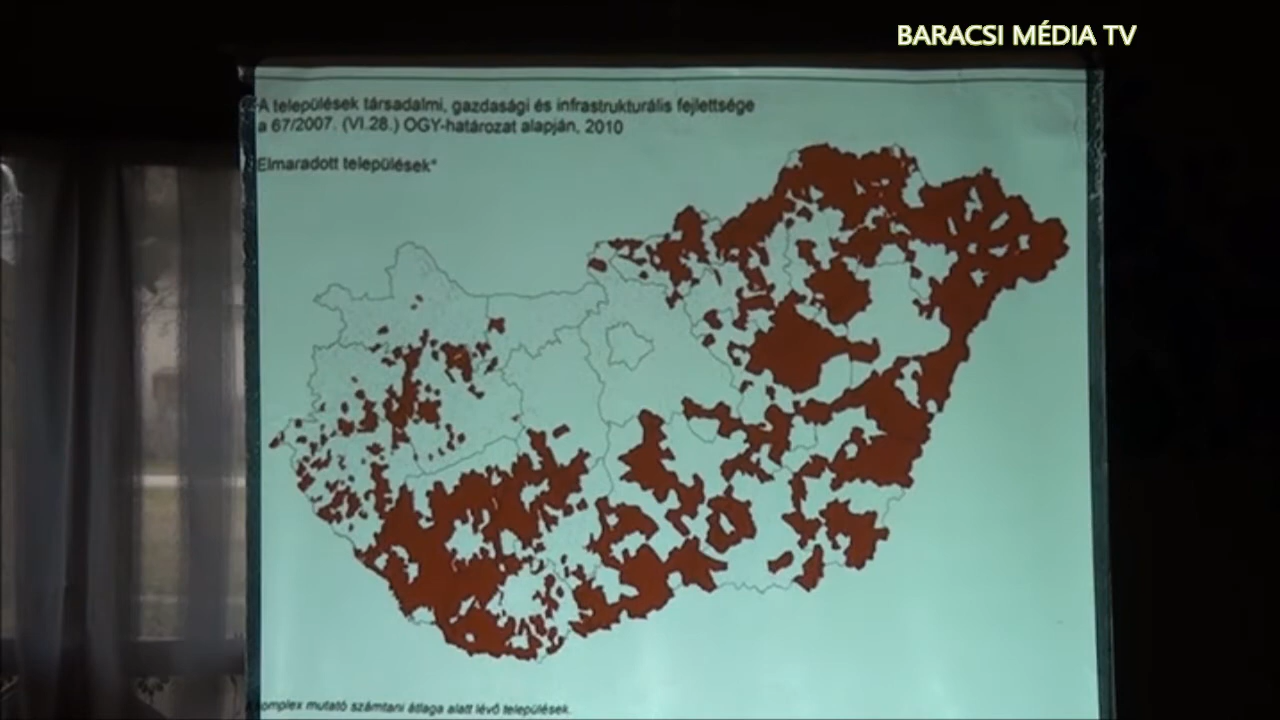 BARACSI MÉDIA TV
A települések társadalmi, gazdasági és infrastrukturális fejlettsége
a 67/2007. (VI.28.) OGY-határozat alapján, 2010
Elmaradott települések*
komplex mutató számtani átlaga alatt lévő települések.